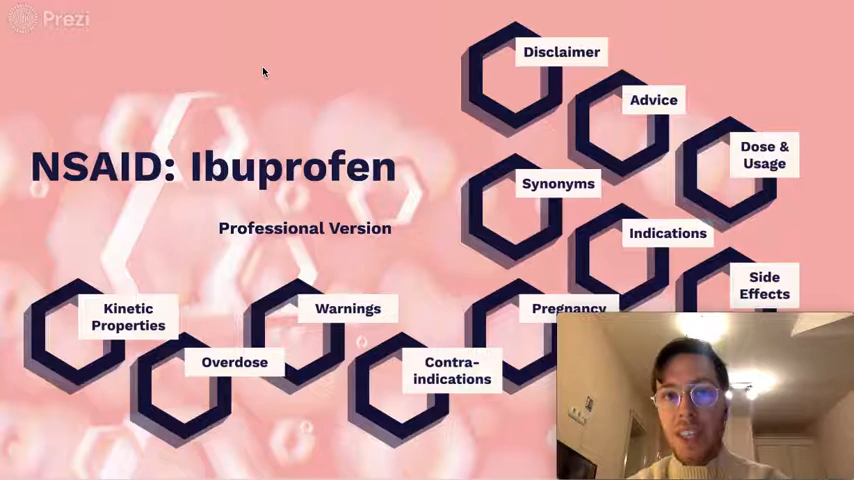 Prezi
Disclaimer
Advice
Dose &
Usage
NSAID: Ibuprofen
Synonyms
Professional Version
Indications
Side
Effects
Kinetic
Properties
Warnings
Pregnancy
Overdose
Contra-
indications